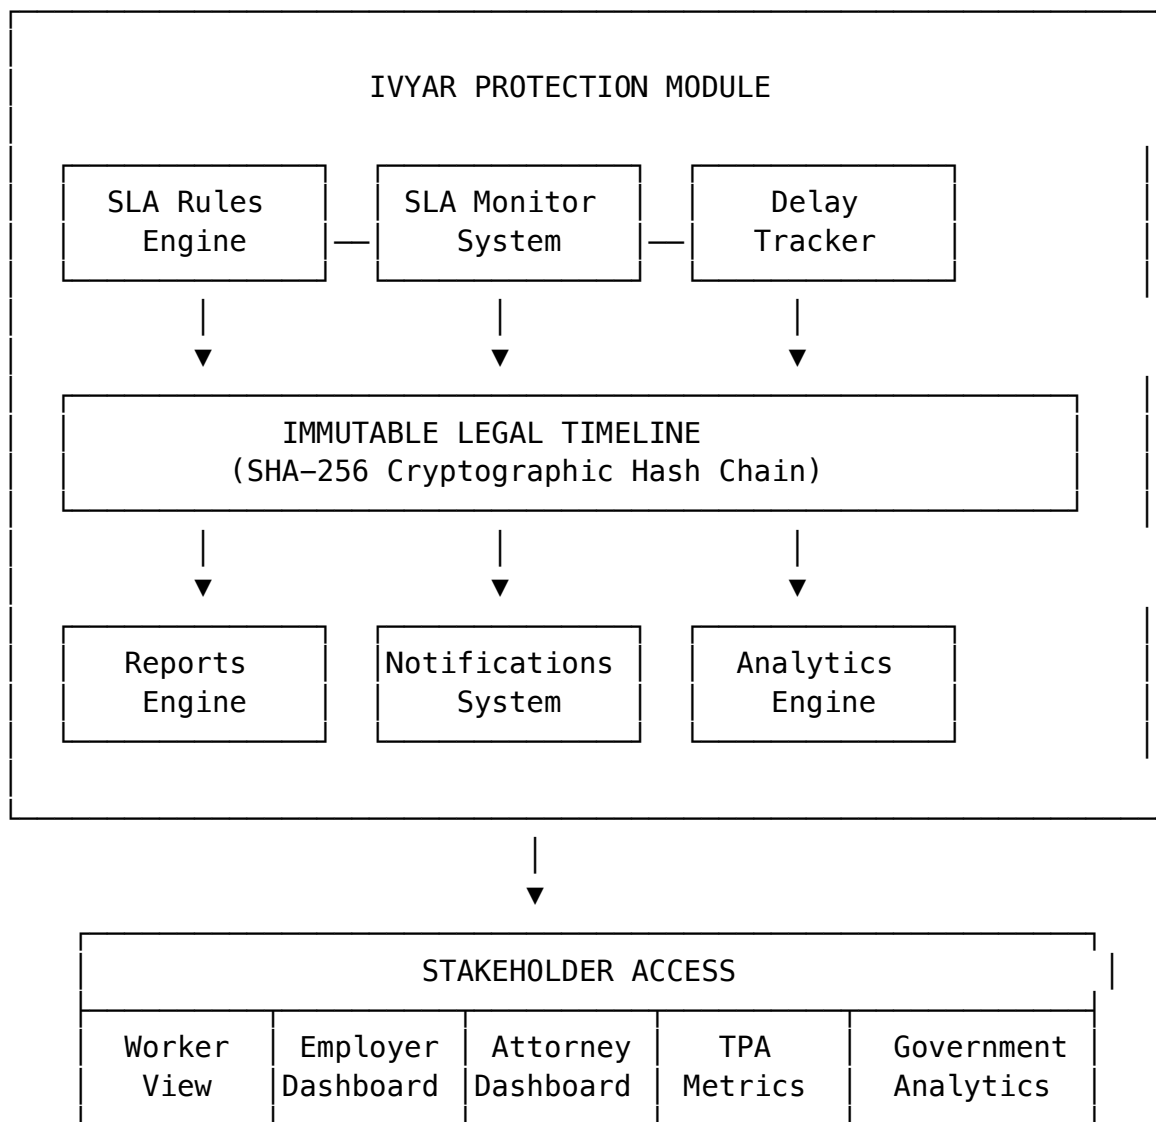 IVYAR PROTECTION MODULE
SLA Rules SLA Monitor Delay
Engine System Tracker
IMMUTABLE LEGAL TIMELINE
(SHA-256 Cryptographic Hash Chain)
Reports Notifications Analytics
Engine System Engine
STAKEHOLDER ACCESS
Worker Employer Attorney TPA Government
View Dashboard Dashboard Metrics Analytics